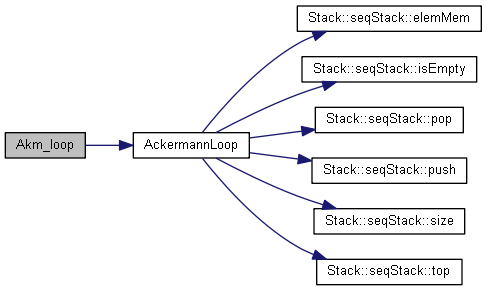 Akm_loop
AckermannLoop
Stack::seqStack::elemMem
Stack::seqStack::isEmpty
Stack::seqStack::pop
Stack::seqStack::push
Stack::seqStack::size
Stack::seqStack::top